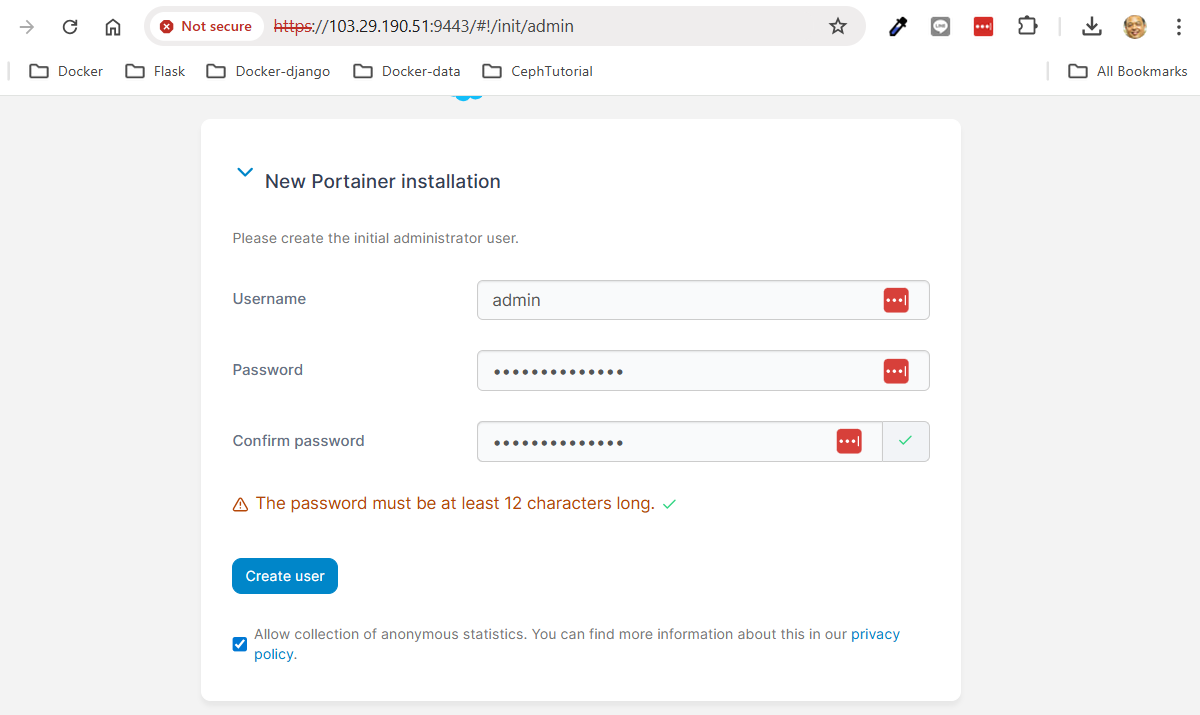 Not secure https://103.29.190.51:9443/#!/init/admin
Docker Flask Docker-django Docker-data CephTutorial All Bookmarks
New Portainer installation
Please create the initial administrator user.
Username admin
Password ••••••••••••••
Confirm password ••••••••••••••
The password must be at least 12 characters long.
Create user
Allow collection of anonymous statistics. You can find more information about this in our privacy
policy.